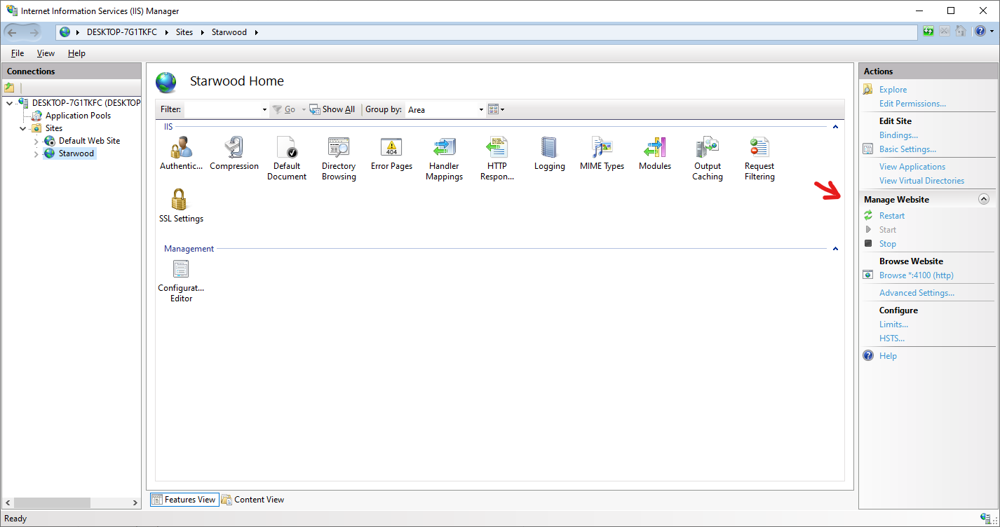 Internet Information Services (IIS) Manager
DESKTOP-7G1TKFC Sites Starwood
File View Help
Connections
DESKTOP-7G1TKFC (DESKTOP
Application Pools
Sites
Default Web Site
Starwood
Starwood Home
Filter: Go Show All Group by: Area
IIS
Authentic... Compression Default Document Directory Browsing Error Pages Handler Mappings HTTP Respon... Logging MIME Types Modules Output Caching Request Filtering
404
SSL Settings
Management
Configurat...
Editor
Features View Content View
Actions
Explore
Edit Permissions...
Edit Site
Bindings...
Basic Settings...
View Applications
View Virtual Directories
Manage Website
Restart
Start
Stop
Browse Website
Browse *:4100 (http)
Advanced Settings...
Configure
Limits...
HSTS...
Help
Ready